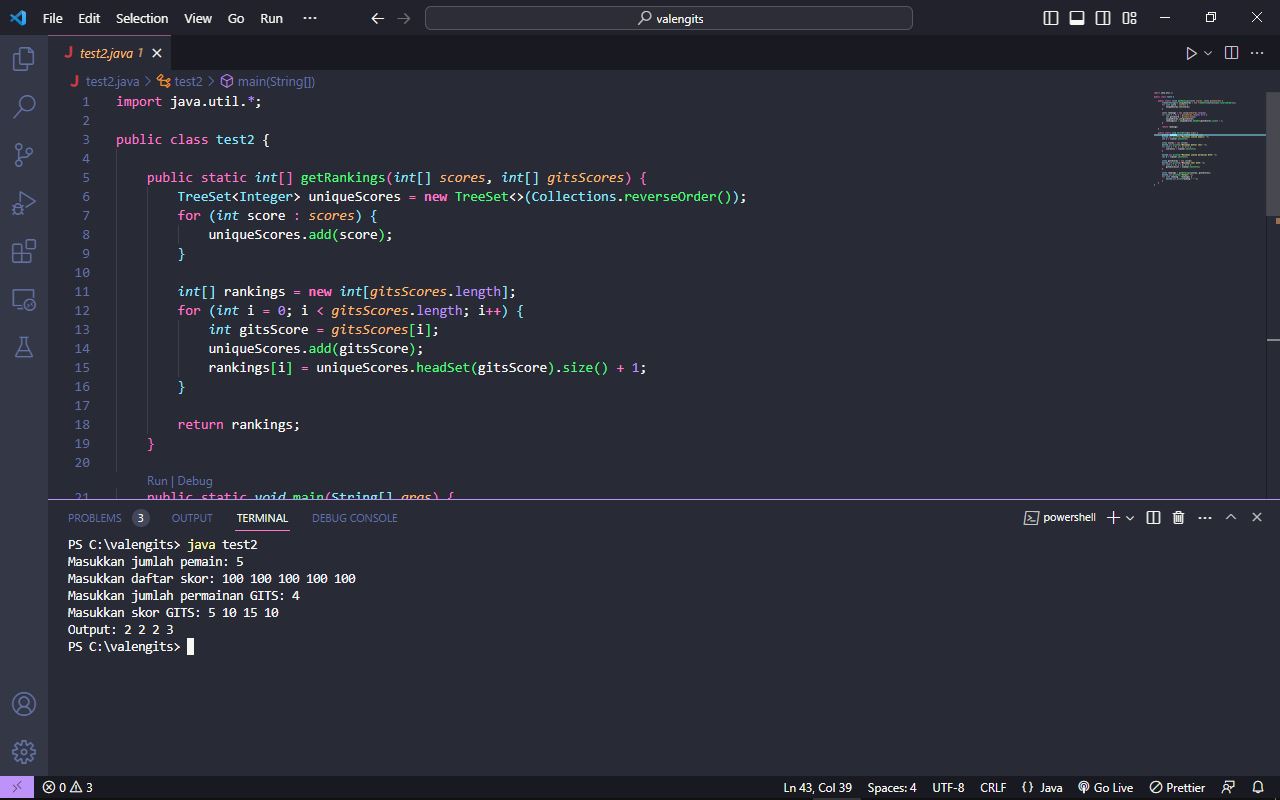 File Edit Selection View Go Run ··· valengits
test2.java 1
test2.java > test2 > main(String[])
1 import java.util.*;
2
3 public class test2 {
4
5 public static int[] getRankings(int[] scores, int[] gitsScores) {
6 TreeSet<Integer> uniqueScores = new TreeSet<>(Collections.reverseOrder());
7 for (int score : scores) {
8 uniqueScores.add(score);
9 }
10
11 int[] rankings = new int[gitsScores.length];
12 for (int i = 0; i < gitsScores.length; i++) {
13 int gitsScore = gitsScores[i];
14 uniqueScores.add(gitsScore);
15 rankings[i] = uniqueScores.headSet(gitsScore).size() + 1;
16 }
17
18 return rankings;
19 }
20
Run | Debug
21 public static void main(String[] args) {
PROBLEMS 3 OUTPUT TERMINAL DEBUG CONSOLE powershell
PS C:\valengits> java test2
Masukkan jumlah pemain: 5
Masukkan daftar skor: 100 100 100 100 100
Masukkan jumlah permainan GITS: 4
Masukkan skor GITS: 5 10 15 10
Output: 2 2 2 3
PS C:\valengits>
0 3 Ln 43, Col 39 Spaces: 4 UTF-8 CRLF {} Java Go Live Prettier